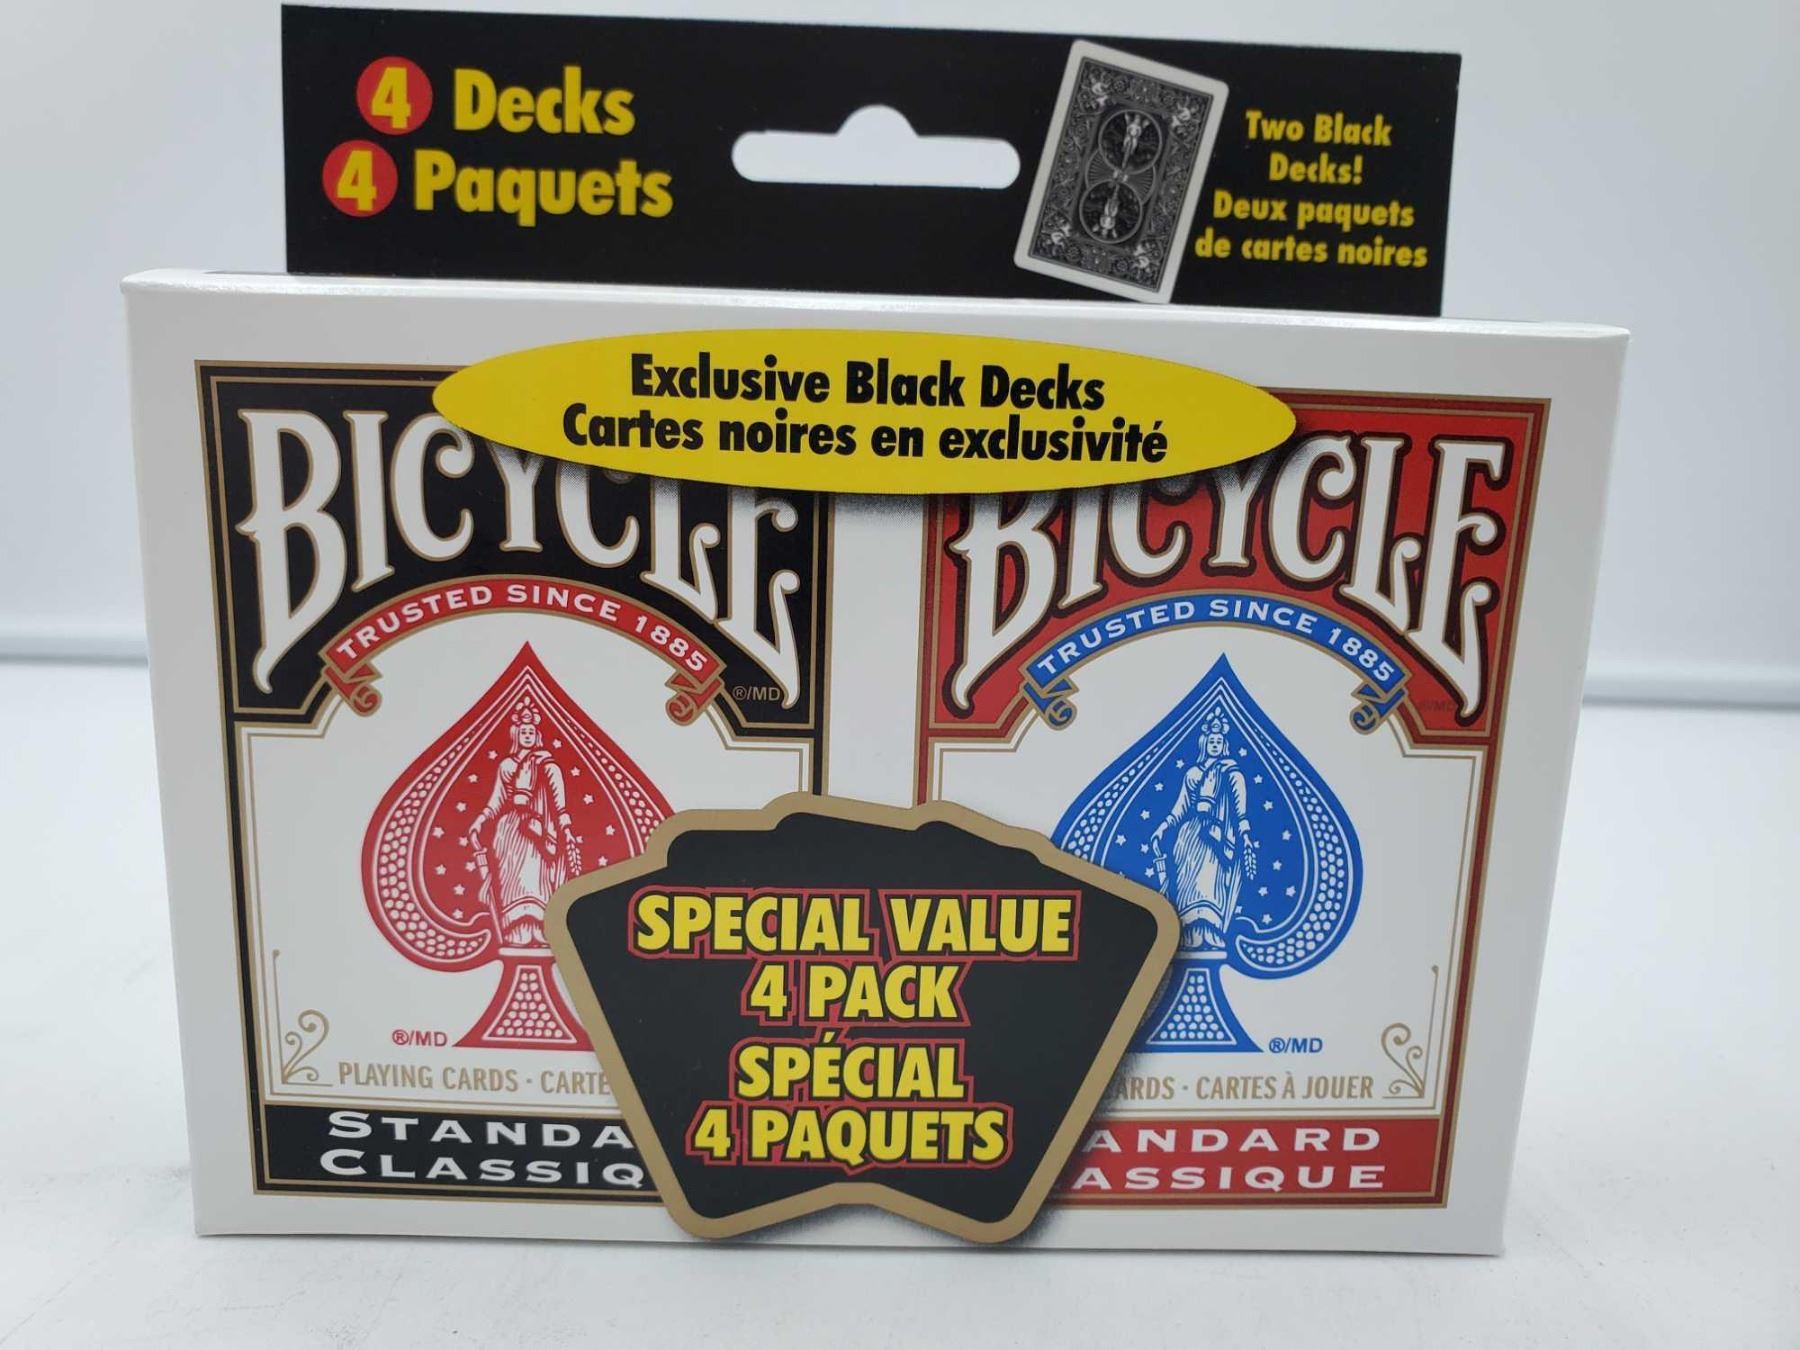 4 Decks
4 Paquets
Two Black
Decks!
Deux paquets
de cartes noires
Exclusive Black Decks
Cartes noires en exclusivité
BICYCLE
TRUSTED SINCE 1885
®/MD
®/MD
PLAYING CARDS · CARTE
STANDA
CLASSIQ
BICYCLE
TRUSTED SINCE 1885
®/MD
®/MD
ARDS · CARTES À JOUER
ANDARD
ASSIQUE
SPECIAL VALUE
4 PACK
SPÉCIAL
4 PAQUETS